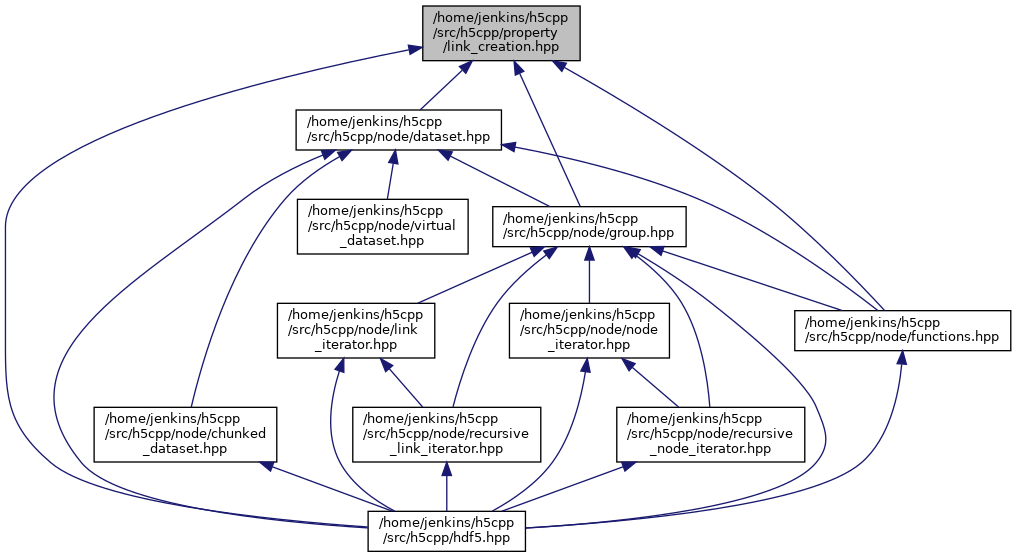 /home/jenkins/h5cpp
/src/h5cpp/property
/link_creation.hpp
/home/jenkins/h5cpp
/src/h5cpp/node/dataset.hpp
/home/jenkins/h5cpp
/src/h5cpp/node/virtual
_dataset.hpp
/home/jenkins/h5cpp
/src/h5cpp/node/group.hpp
/home/jenkins/h5cpp
/src/h5cpp/node/link
_iterator.hpp
/home/jenkins/h5cpp
/src/h5cpp/node/node
_iterator.hpp
/home/jenkins/h5cpp
/src/h5cpp/node/functions.hpp
/home/jenkins/h5cpp
/src/h5cpp/node/chunked
_dataset.hpp
/home/jenkins/h5cpp
/src/h5cpp/node/recursive
_link_iterator.hpp
/home/jenkins/h5cpp
/src/h5cpp/node/recursive
_node_iterator.hpp
/home/jenkins/h5cpp
/src/h5cpp/hdf5.hpp